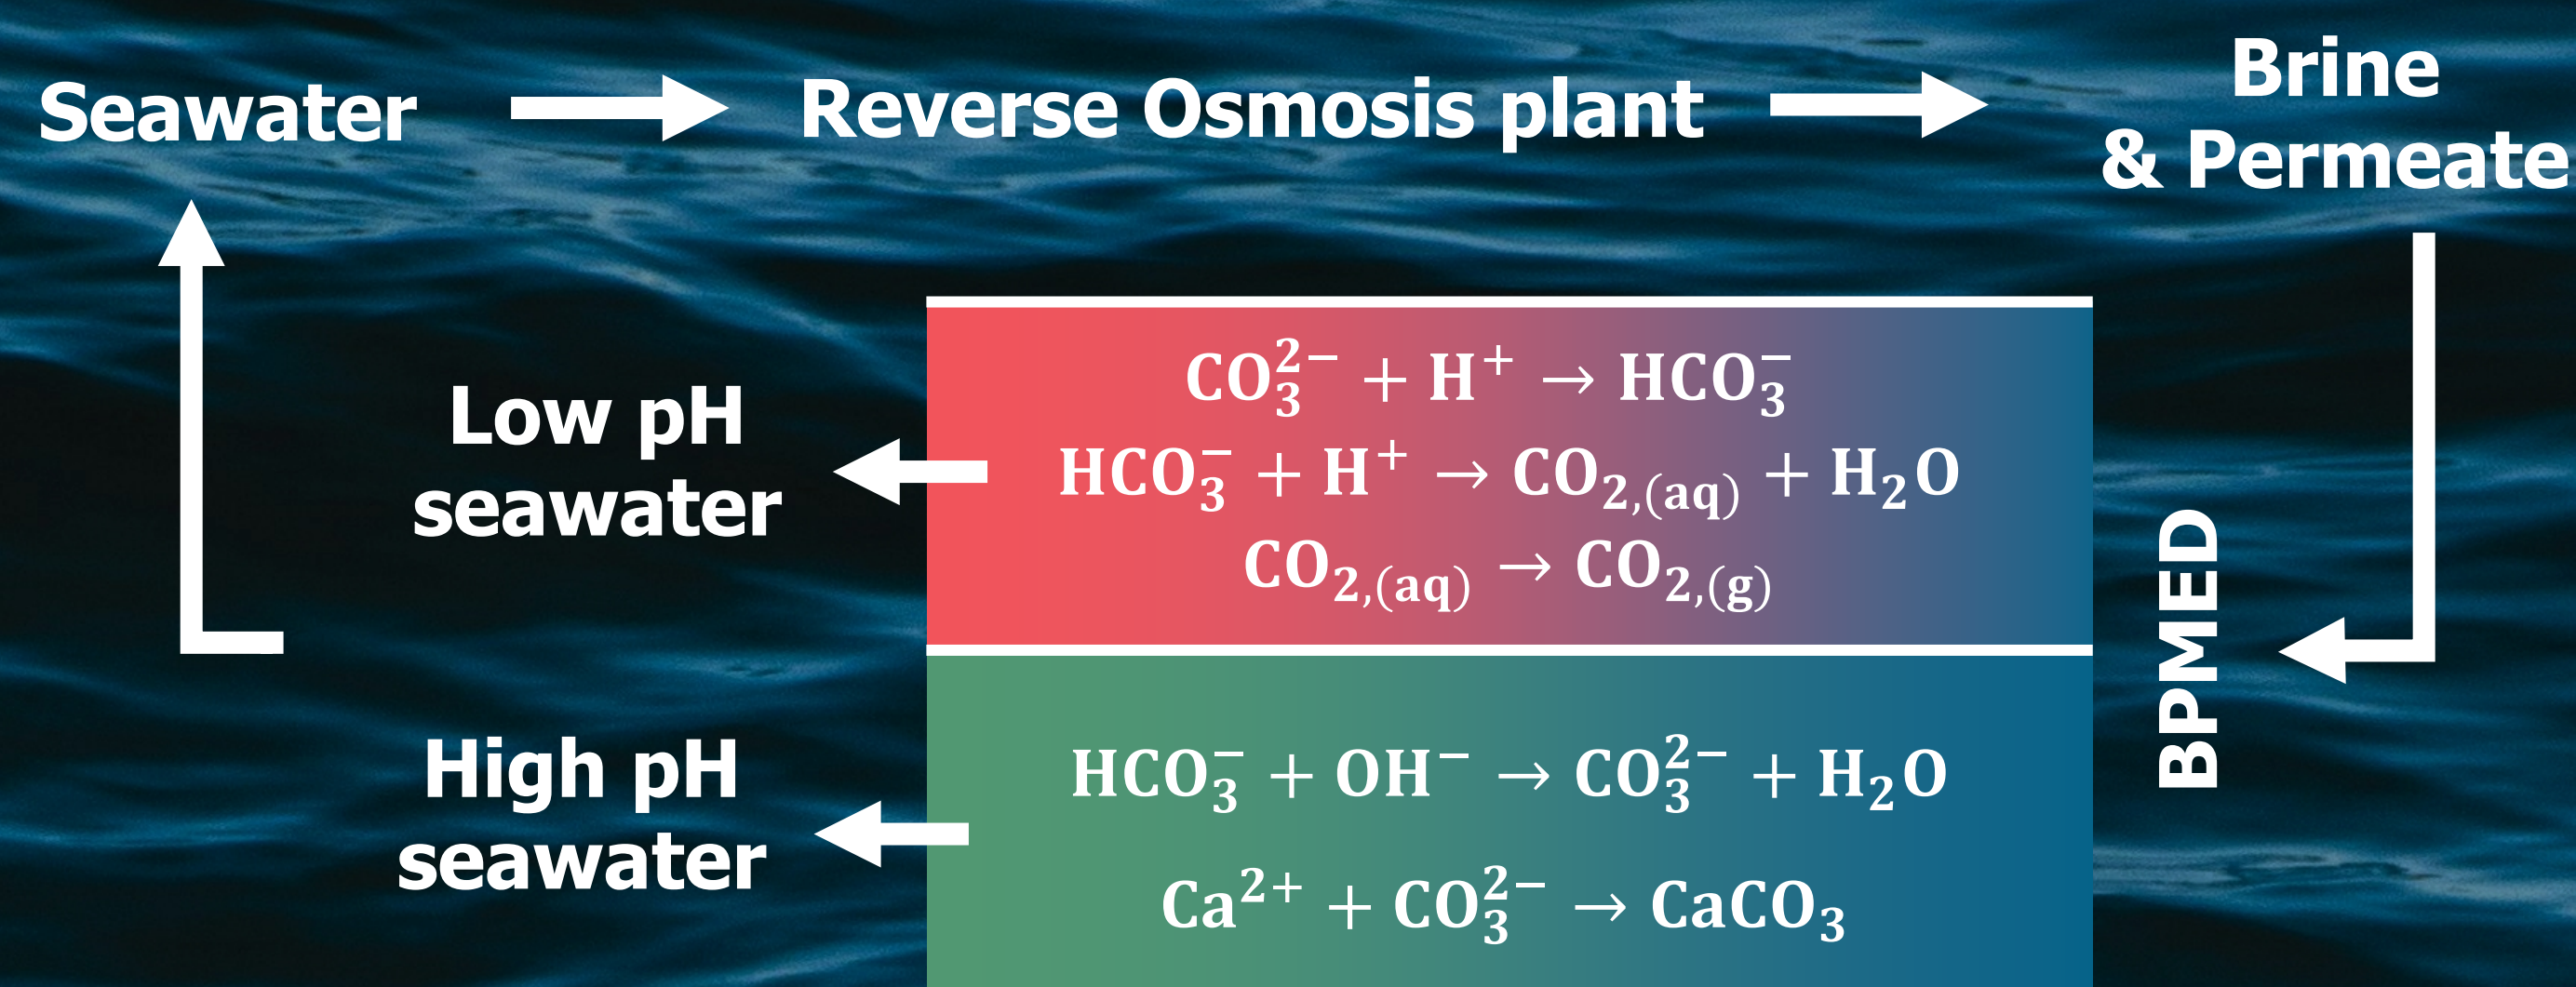 Seawater
Reverse Osmosis plant
Brine
& Permeate
Low pH
seawater
CO₃²⁻ + H⁺ → HCO₃⁻
HCO₃⁻ + H⁺ → CO₂,₍aq₎ + H₂O
CO₂,₍aq₎ → CO₂,₍g₎
BPMED
High pH
seawater
HCO₃⁻ + OH⁻ → CO₃²⁻ + H₂O
Ca²⁺ + CO₃²⁻ → CaCO₃